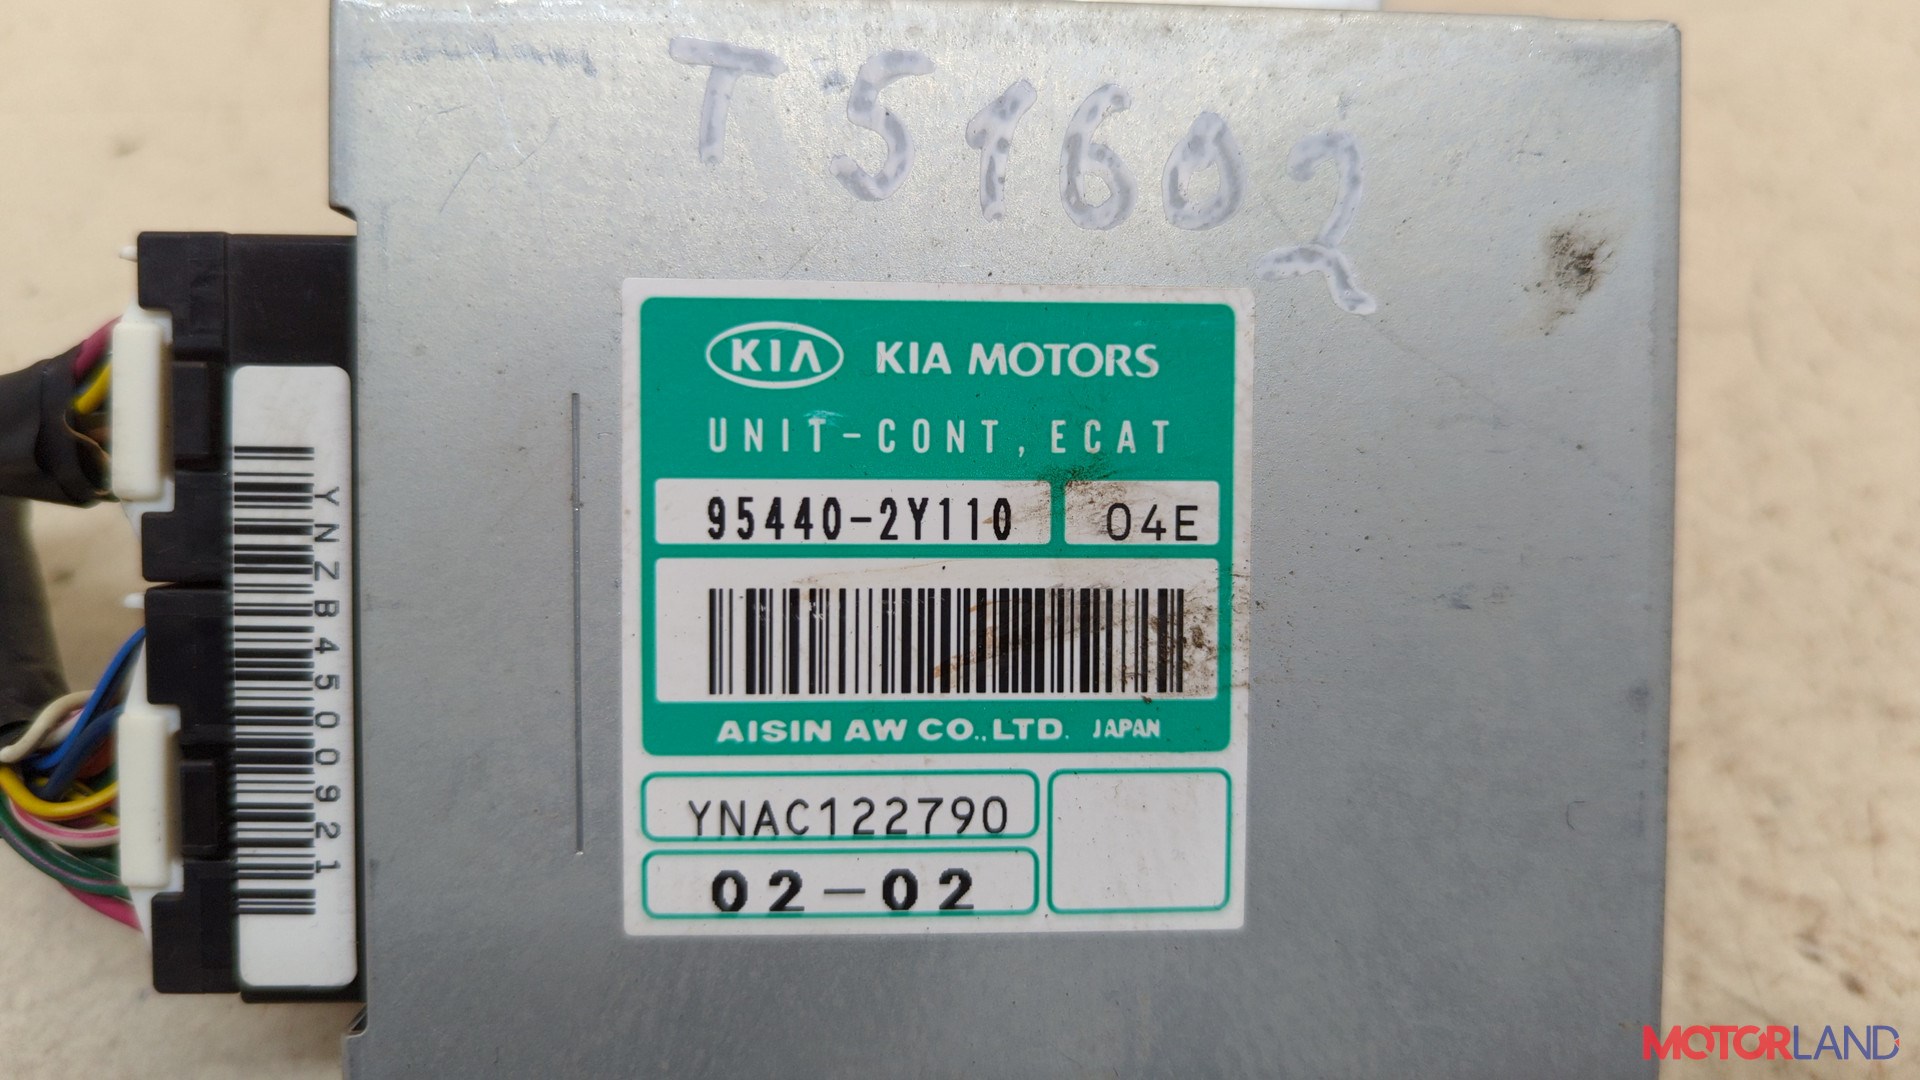 T51602
KIA KIA MOTORS
UNIT-CONT, ECAT
95440-2Y110 04E
AISIN AW CO.,LTD. JAPAN
YNAC122790
02-02
YNZB4500921
MOTORLAND